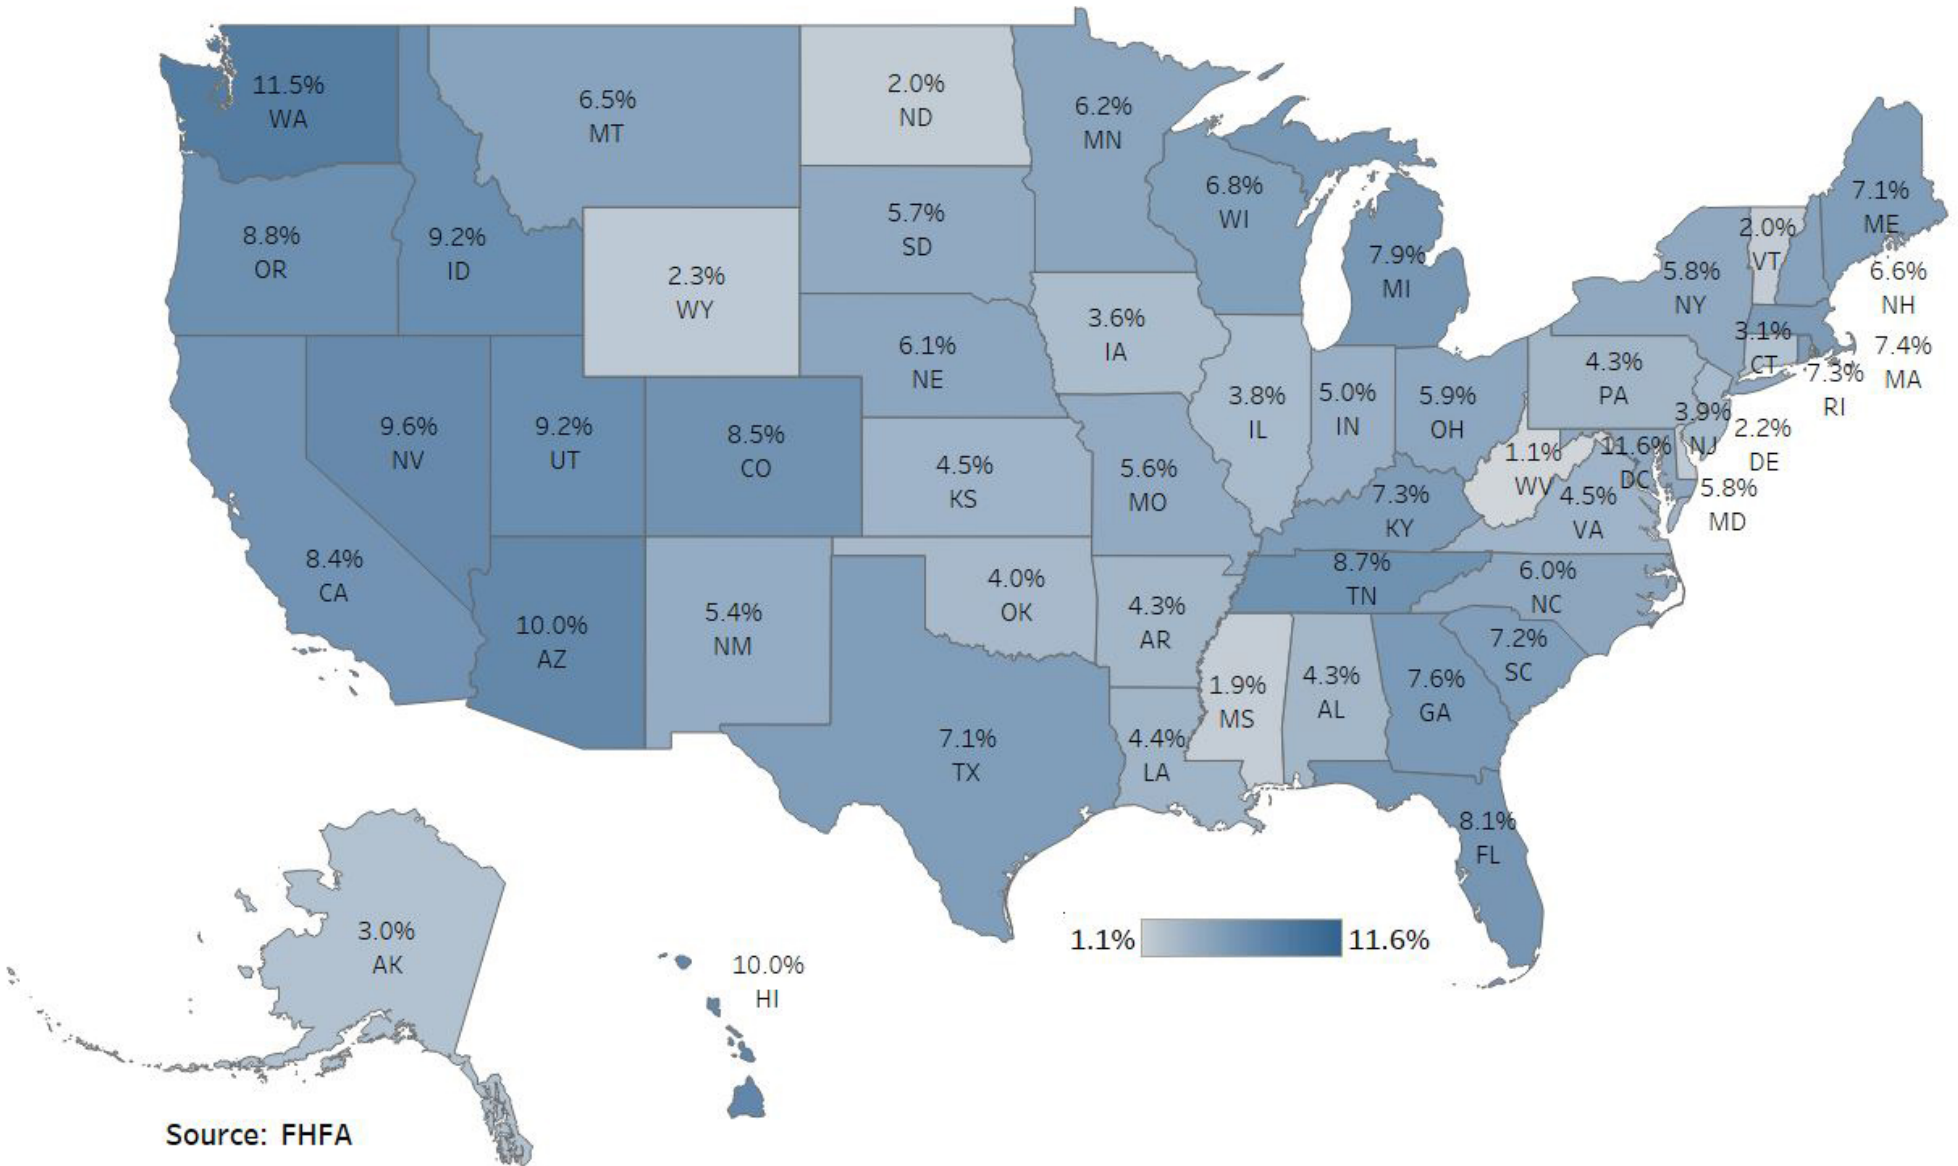 11.5%
WA
6.5%
MT
2.0%
ND
6.2%
MN
8.8%
OR
9.2%
ID
2.3%
WY
5.7%
SD
6.8%
WI
7.9%
MI
7.1%
ME
2.0%
VT
5.8%
NY
6.6%
NH
3.6%
IA
6.1%
NE
3.1%
CT
7.4%
MA
7.3%
RI
4.3%
PA
3.9%
NJ
2.2%
DE
9.6%
NV
9.2%
UT
8.5%
CO
4.5%
KS
5.6%
MO
3.8%
IL
5.0%
IN
5.9%
OH
1.1%
WV
11.6%
DC
5.8%
MD
4.5%
VA
7.3%
KY
8.4%
CA
10.0%
AZ
5.4%
NM
4.0%
OK
4.3%
AR
8.7%
TN
6.0%
NC
7.2%
SC
1.9%
MS
4.3%
AL
7.6%
GA
7.1%
TX
4.4%
LA
8.1%
FL
3.0%
AK
10.0%
HI
1.1% 11.6%
Source: FHFA